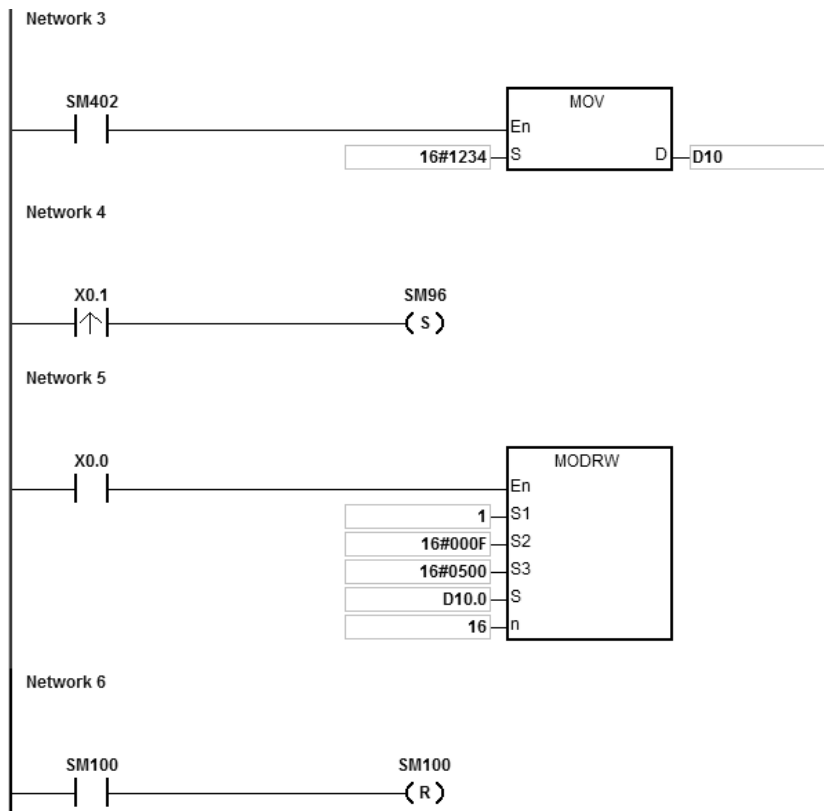 Network 3
SM402
MOV
En
16#1234 S D D10
Network 4
X0.1 SM96
S
Network 5
X0.0
MODRW
En
1 S1
16#000F S2
16#0500 S3
D10.0 S
16 n
Network 6
SM100 SM100
R